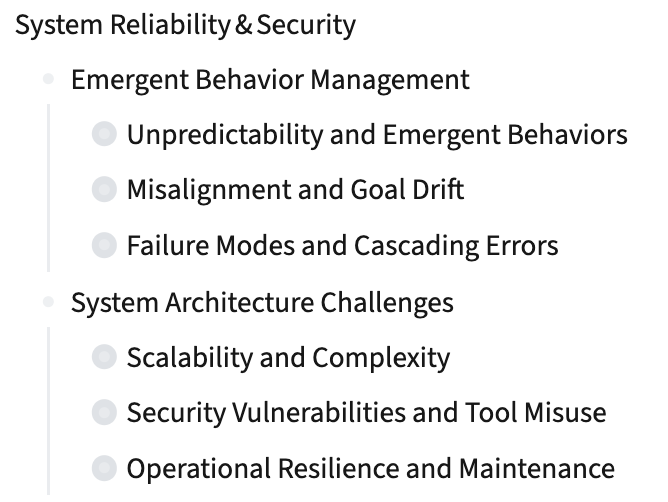 System Reliability & Security
Emergent Behavior Management
Unpredictability and Emergent Behaviors
Misalignment and Goal Drift
Failure Modes and Cascading Errors
System Architecture Challenges
Scalability and Complexity
Security Vulnerabilities and Tool Misuse
Operational Resilience and Maintenance